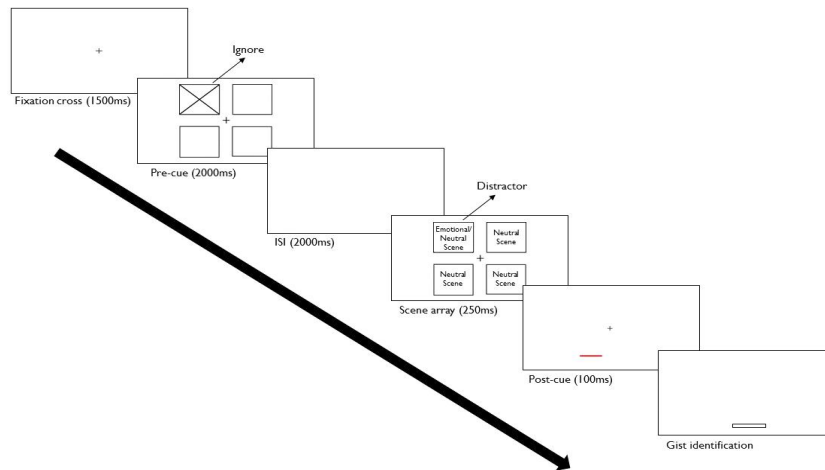 Fixation cross (1500ms)
Ignore
Pre-cue (2000ms)
ISI (2000ms)
Distractor
Emotional/
Neutral
Scene
Neutral
Scene
Neutral
Scene
Neutral
Scene
Scene array (250ms)
Post-cue (100ms)
Gist identification